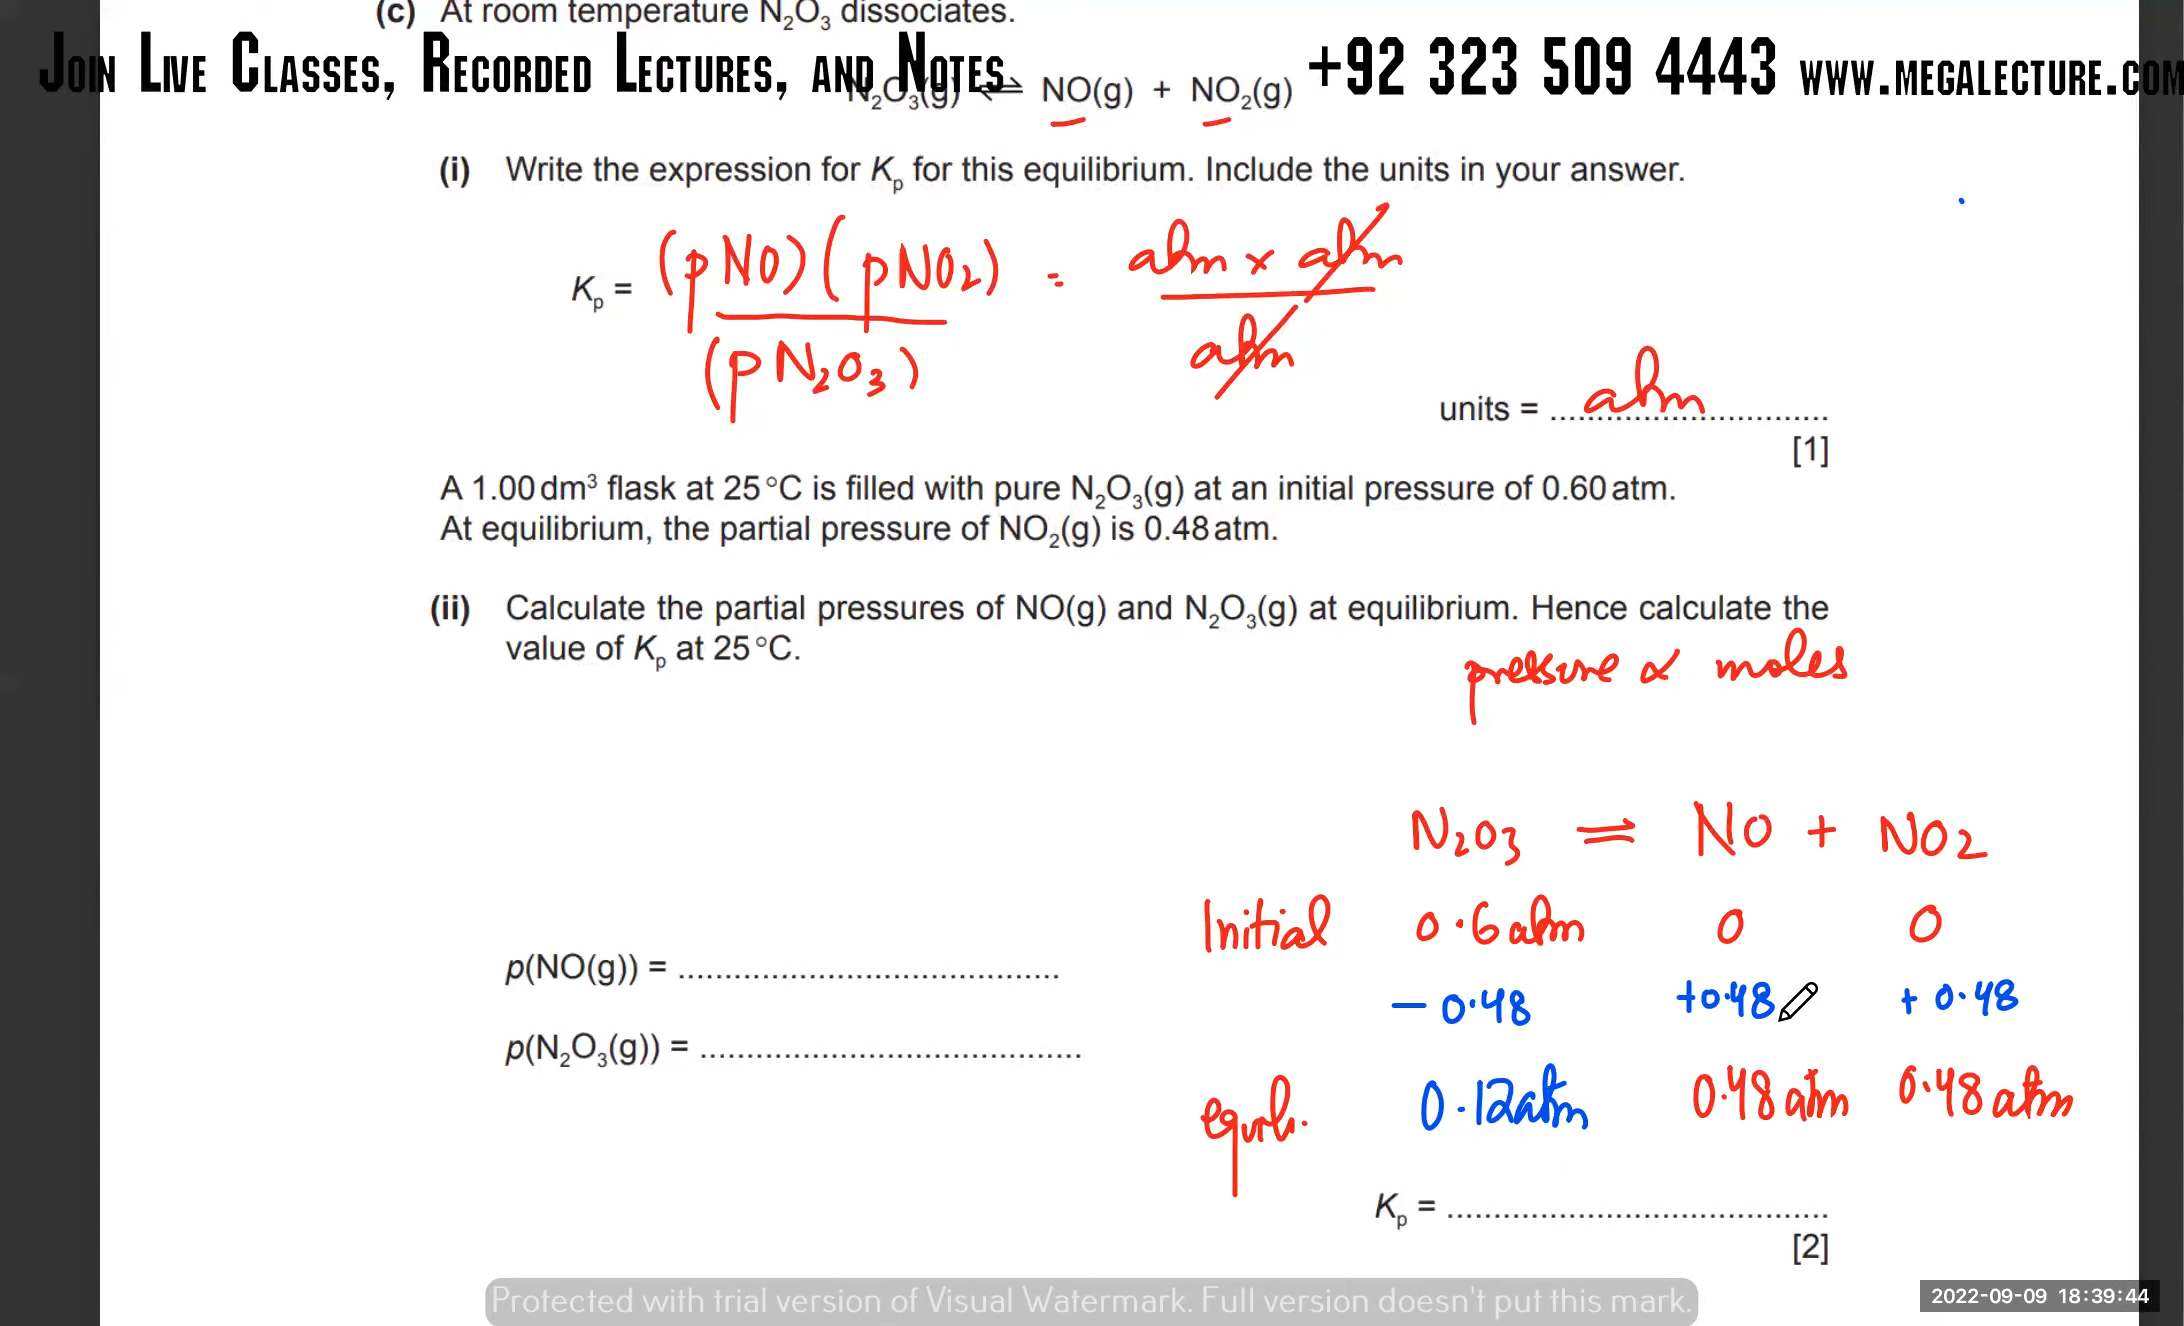 (c) At room temperature N₂O₃ dissociates.
JOIN LIVE CLASSES, RECORDED LECTURES, AND NOTES +92 323 509 4443 WWW.MEGALECTURE.COM
N₂O₃(g) ⇌ NO(g) + NO₂(g)
(i) Write the expression for Kp for this equilibrium. Include the units in your answer.
Kp = (pNO)(pNO₂) / (pN₂O₃) = atm × atm / atm
units = atm
[1]
A 1.00 dm³ flask at 25 °C is filled with pure N₂O₃(g) at an initial pressure of 0.60 atm.
At equilibrium, the partial pressure of NO₂(g) is 0.48 atm.
(ii) Calculate the partial pressures of NO(g) and N₂O₃(g) at equilibrium. Hence calculate the
value of Kp at 25 °C.
pressure ∝ moles
N₂O₃ ⇌ NO + NO₂
Initial 0.6 atm 0 0
p(NO(g)) = ........................................
− 0.48 +0.48 + 0.48
p(N₂O₃(g)) = ........................................
equib. 0.12 atm 0.48 atm 0.48 atm
Kp = ........................................
[2]
Protected with trial version of Visual Watermark. Full version doesn't put this mark.
2022-09-09 18:39:44